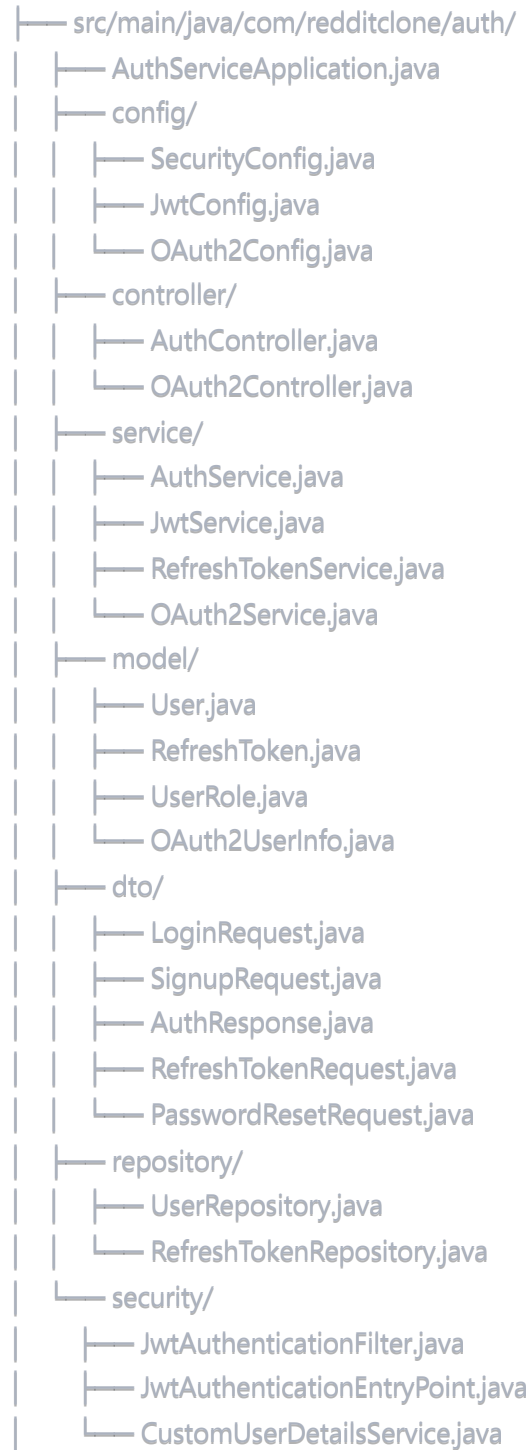 ├── src/main/java/com/redditclone/auth/
│   ├── AuthServiceApplication.java
│   ├── config/
│   │   ├── SecurityConfig.java
│   │   ├── JwtConfig.java
│   │   └── OAuth2Config.java
│   ├── controller/
│   │   ├── AuthController.java
│   │   └── OAuth2Controller.java
│   ├── service/
│   │   ├── AuthService.java
│   │   ├── JwtService.java
│   │   ├── RefreshTokenService.java
│   │   └── OAuth2Service.java
│   ├── model/
│   │   ├── User.java
│   │   ├── RefreshToken.java
│   │   ├── UserRole.java
│   │   └── OAuth2UserInfo.java
│   ├── dto/
│   │   ├── LoginRequest.java
│   │   ├── SignupRequest.java
│   │   ├── AuthResponse.java
│   │   ├── RefreshTokenRequest.java
│   │   └── PasswordResetRequest.java
│   ├── repository/
│   │   ├── UserRepository.java
│   │   └── RefreshTokenRepository.java
│   └── security/
│       ├── JwtAuthenticationFilter.java
│       ├── JwtAuthenticationEntryPoint.java
│       └── CustomUserDetailsService.java